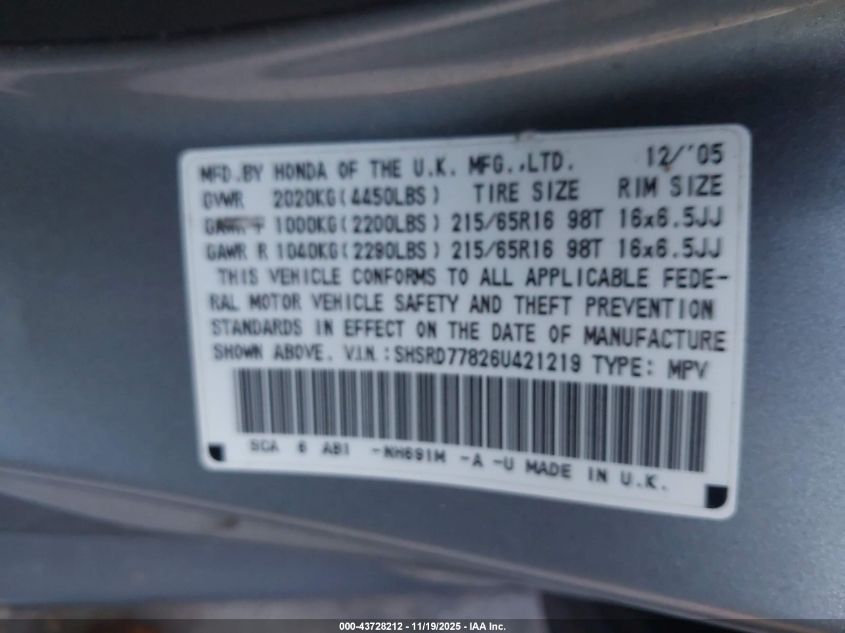 MFD.BY HONDA OF THE U.K. MFG.,LTD. 12/'05
GVWR 2020KG(4450LBS) TIRE SIZE RIM SIZE
GAWR F 1000KG(2200LBS) 215/65R16 98T 16x6.5JJ
GAWR R 1040KG(2290LBS) 215/65R16 98T 16x6.5JJ
THIS VEHICLE CONFORMS TO ALL APPLICABLE FEDE-
RAL MOTOR VEHICLE SAFETY AND THEFT PREVENTION
STANDARDS IN EFFECT ON THE DATE OF MANUFACTURE
SHOWN ABOVE. V.I.N.:SHSRD77826U421219 TYPE: MPV
SCA 6 AB1 -NH691M -A -U MADE IN U.K.
000-43728212 - 11/19/2025 - IAA Inc.